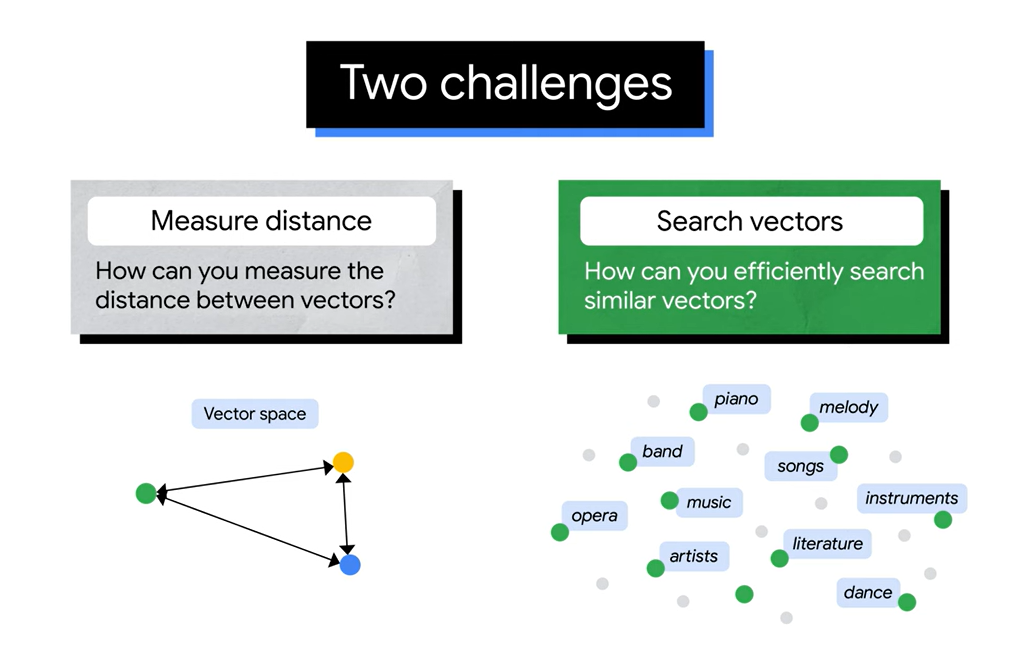 Two challenges
Measure distance
How can you measure the
distance between vectors?
Search vectors
How can you efficiently search
similar vectors?
Vector space
piano
melody
band
songs
music
instruments
opera
literature
artists
dance